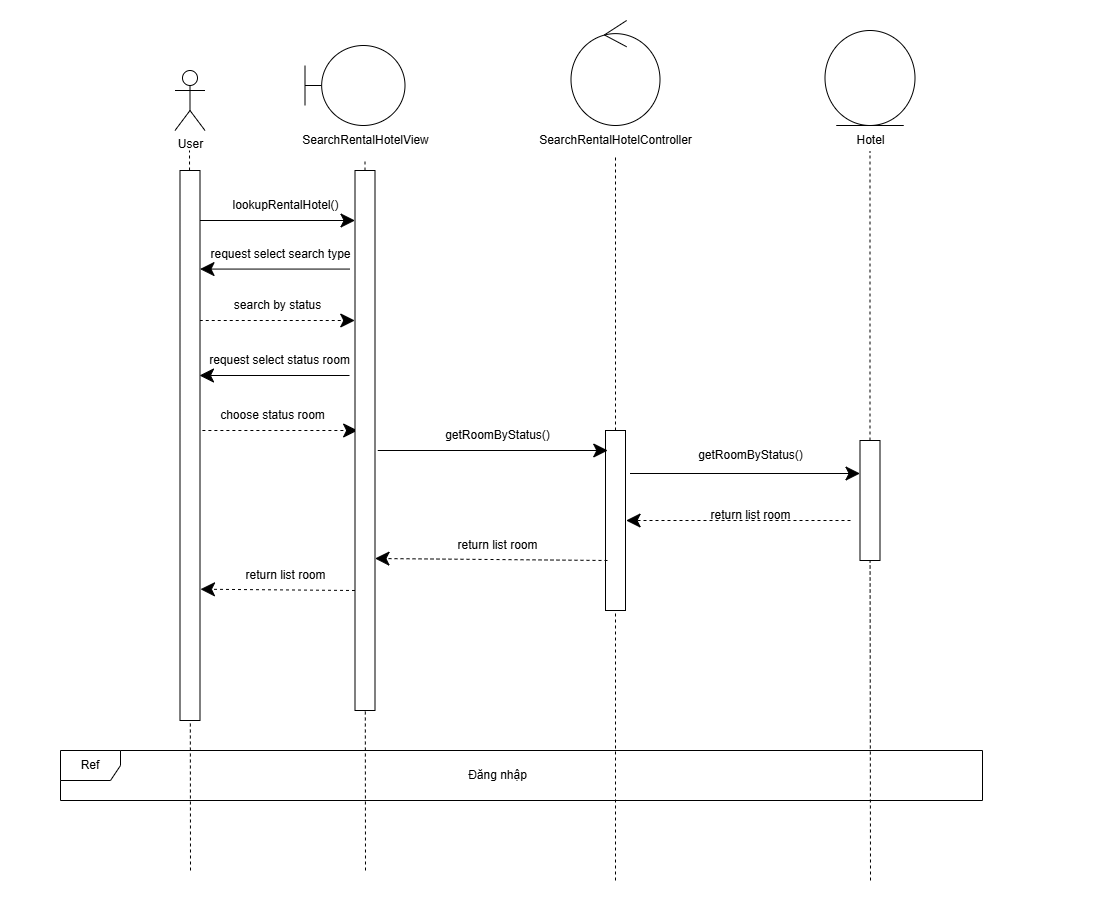 User
SearchRentalHotelView
SearchRentalHotelController
Hotel
lookupRentalHotel()
request select search type
search by status
request select status room
choose status room
getRoomByStatus()
getRoomByStatus()
return list room
return list room
return list room
Ref
Đăng nhập